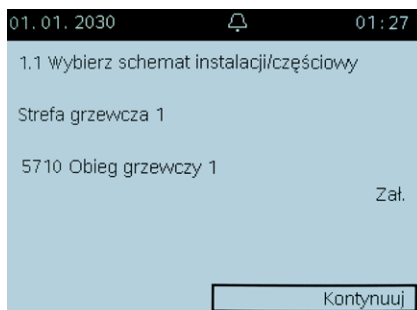 01.01.2030 01:27
1.1 Wybierz schemat instalacji/częściowy
Strefa grzewcza 1
5710 Obieg grzewczy 1
Zał.
Kontynuuj